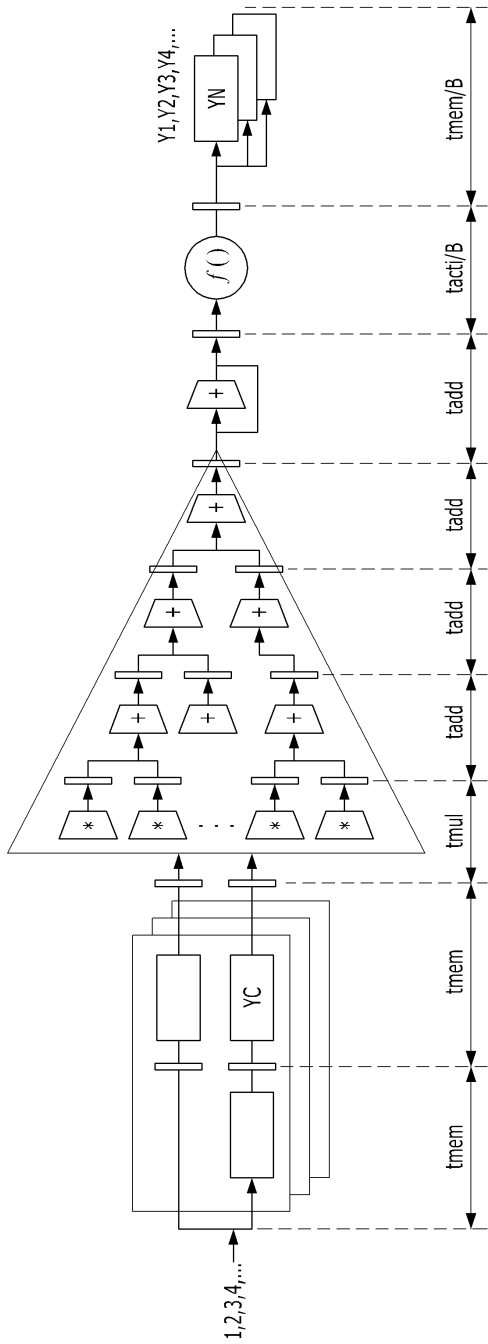 1,2,3,4,...
YC
*
*
. . . .
*
*
+
+
+
+
+
+
+
f()
YN
Y1,Y2,Y3,Y4,...
tmem
tmem
tmul
tadd
tadd
tadd
tadd
tacti/B
tmem/B